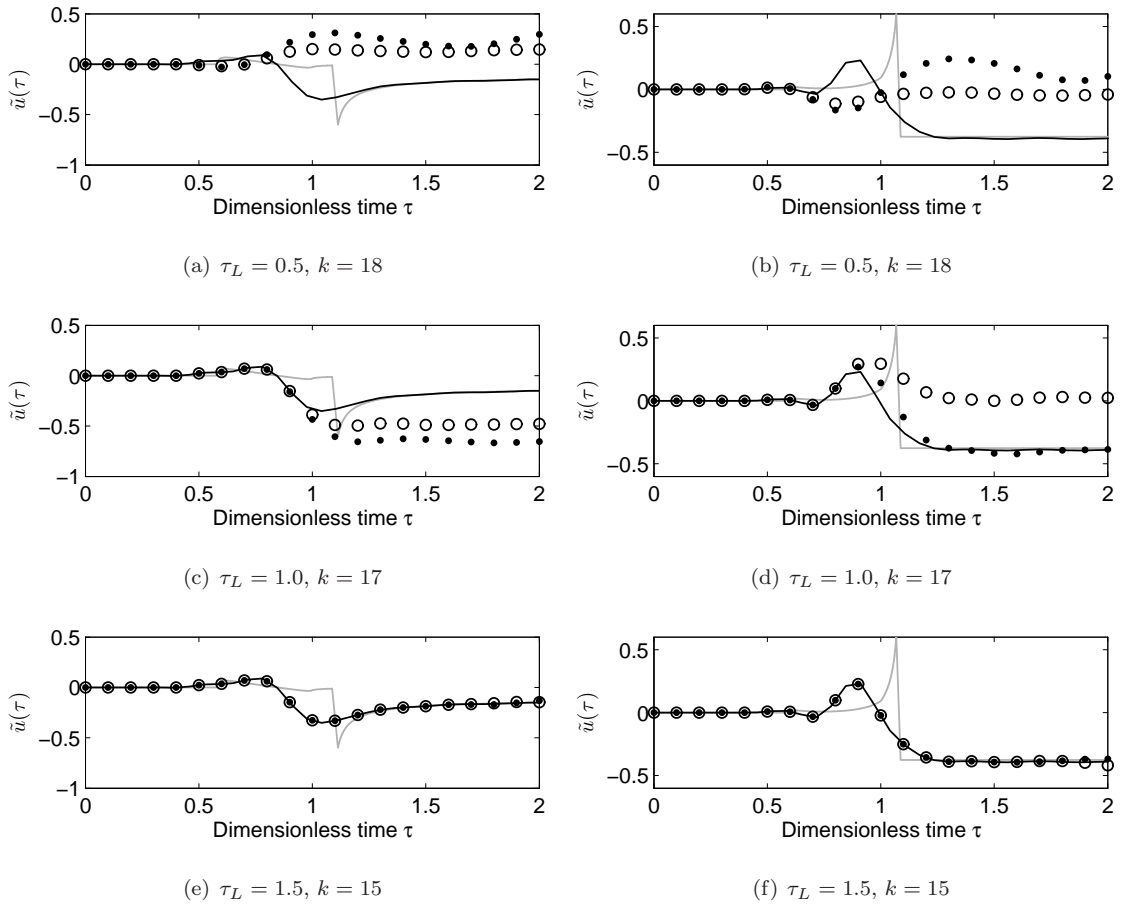 0.5
0
−0.5
−1
ũ(τ)
0 0.5 1 1.5 2
Dimensionless time τ
(a) τ_L = 0.5, k = 18
0.5
0
−0.5
ũ(τ)
0 0.5 1 1.5 2
Dimensionless time τ
(b) τ_L = 0.5, k = 18
0.5
0
−0.5
−1
ũ(τ)
0 0.5 1 1.5 2
Dimensionless time τ
(c) τ_L = 1.0, k = 17
0.5
0
−0.5
ũ(τ)
0 0.5 1 1.5 2
Dimensionless time τ
(d) τ_L = 1.0, k = 17
0.5
0
−0.5
−1
ũ(τ)
0 0.5 1 1.5 2
Dimensionless time τ
(e) τ_L = 1.5, k = 15
0.5
0
−0.5
ũ(τ)
0 0.5 1 1.5 2
Dimensionless time τ
(f) τ_L = 1.5, k = 15